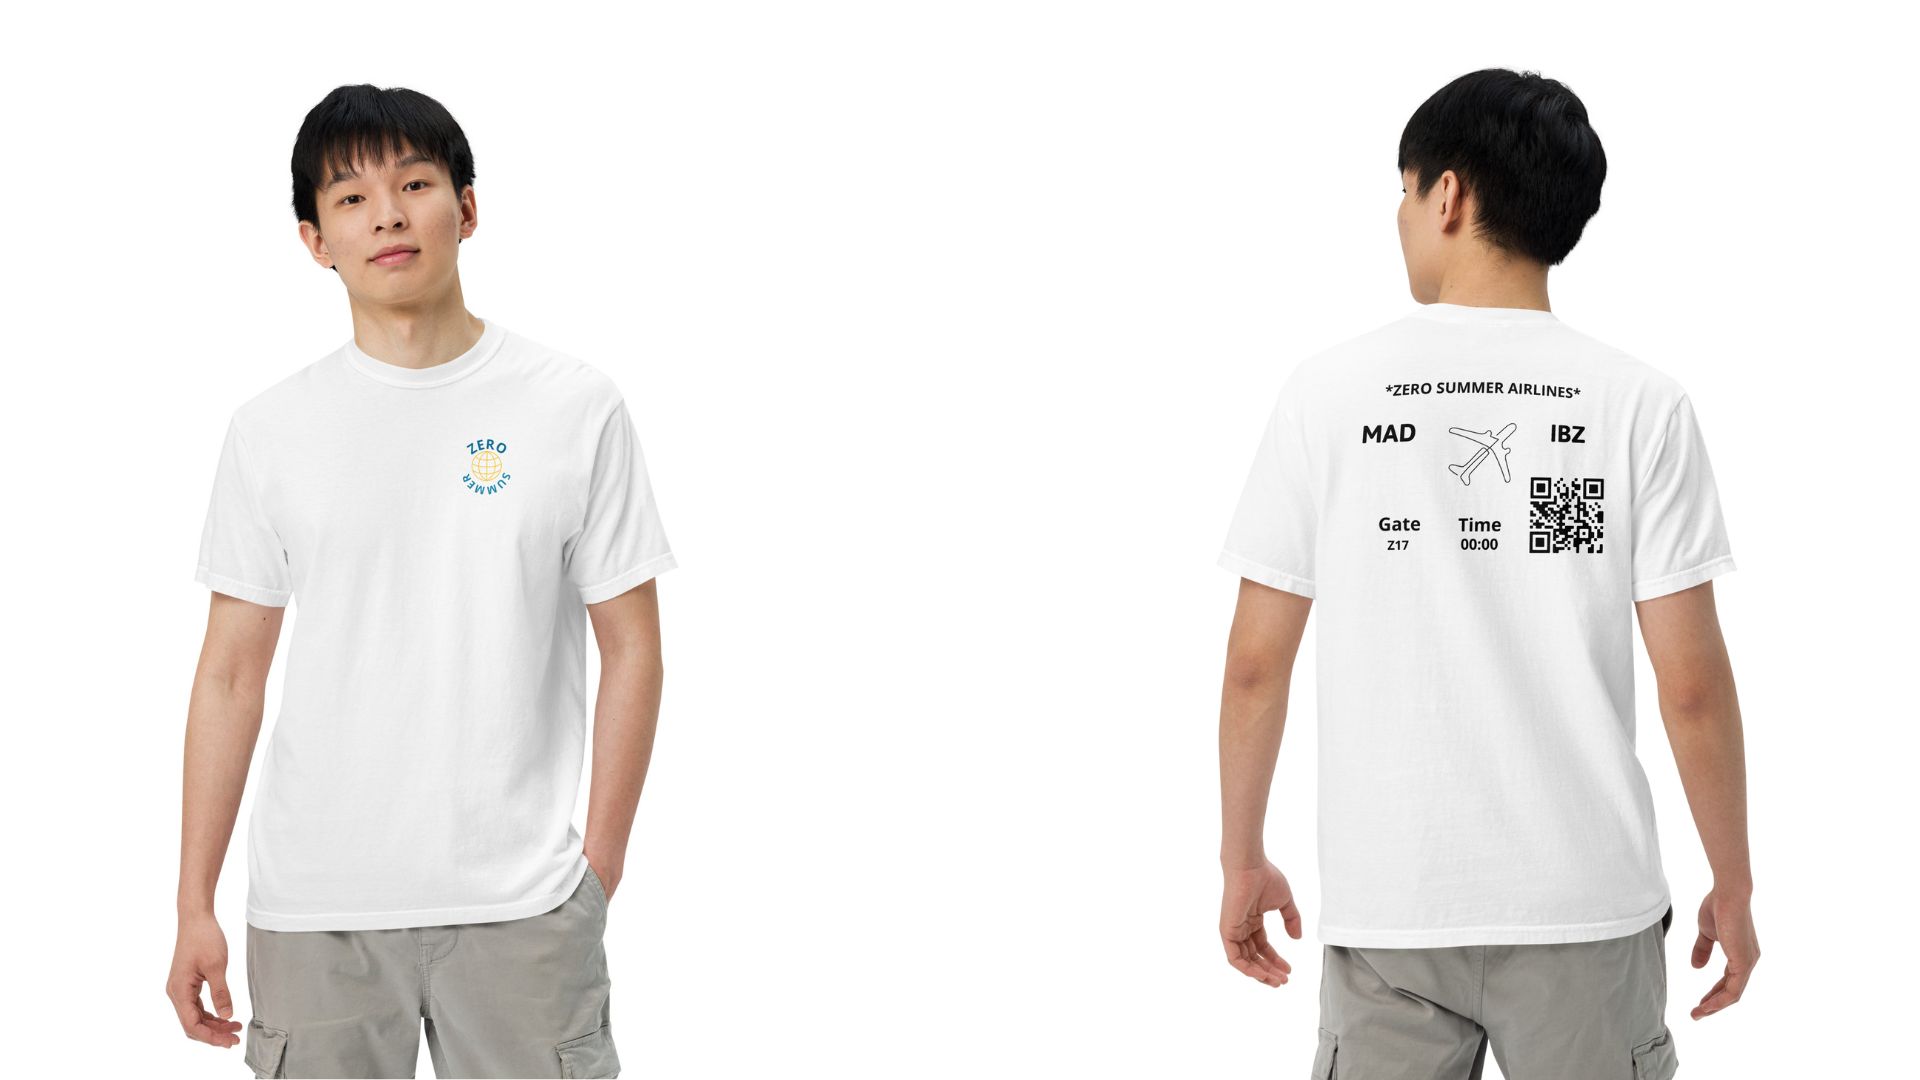 ZERO
SUMMER
*ZERO SUMMER AIRLINES*
MAD IBZ
Gate Time
Z17 00:00